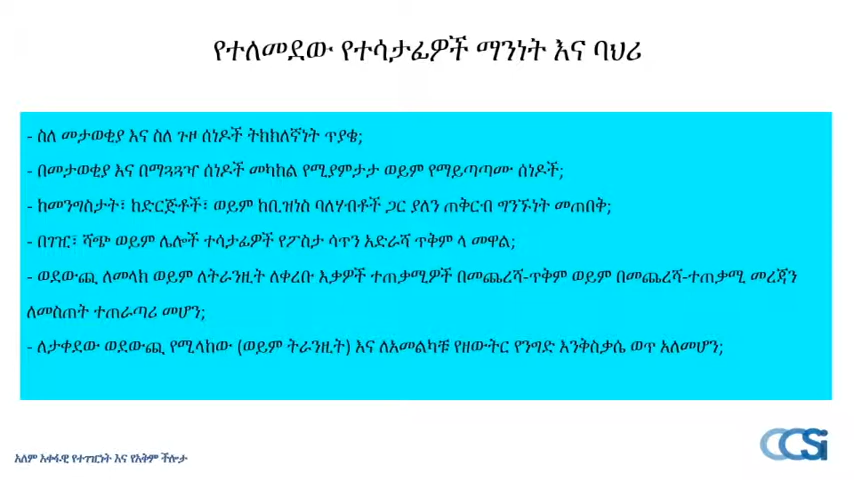 የተለመደው የተሳታፊዎች ማንነት እና ባህሪ
- ስለ መታወቂያ እና ስለ ጉዞ ሰነዶች ትክክለኛነት ጥያቄ;
- በመታወቂያ እና በማጓጓዣ ሰነዶች መካከል የሚያምታታ ወይም የማይጣጣሙ ሰነዶች;
- ከመንግስታት፣ ከድርጅቶች፣ ወይም ከቢዝነስ ባለሃብቶች ጋር ያለን ጠቅርብ ግንኙነት መጠበቅ;
- በገዢ፣ ሻጭ ወይም ሌሎች ተሳታፊዎች የፖስታ ሳጥን አድራሻ ጥቅም ላ መዋል;
- ወደውጪ ለመላክ ወይም ለትራንዚት ለቀረቡ እቃዎች ተጠቃሚዎች በመጨረሻ-ጥቅም ወይም በመጨረሻ-ተጠቃሚ መረጃን
ለመስጠት ተጠራጣሪ መሆን;
- ለታቀደው ወደውጪ የሚላከው (ወይም ትራንዚት) እና ለአመልካቹ የዘውትር የንግድ እንቅስቃሴ ወጥ አለመሆን;
CCSi
አለም አቀፋዊ የተገዢነት እና የአቅም ችሎታ